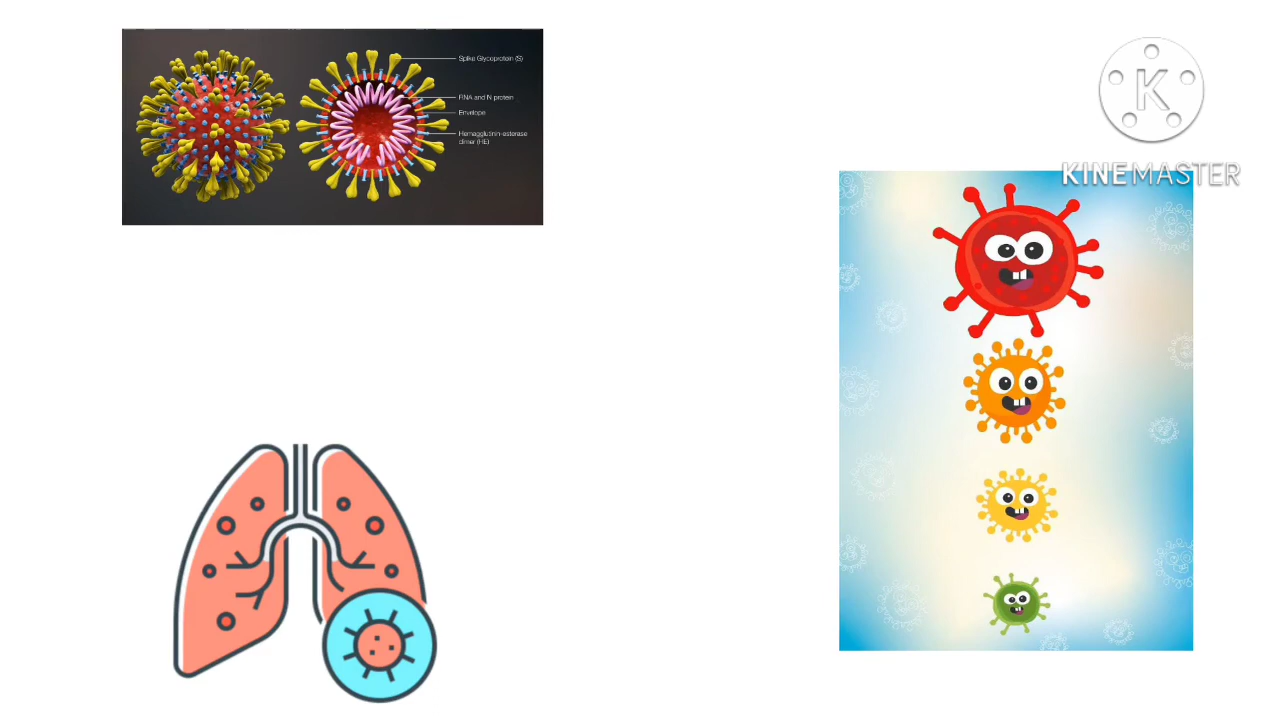 Spike Glycoprotein (S)
RNA and N protein
Envelope
Hemagglutinin-esterase
dimer (HE)
K
KINEMASTER